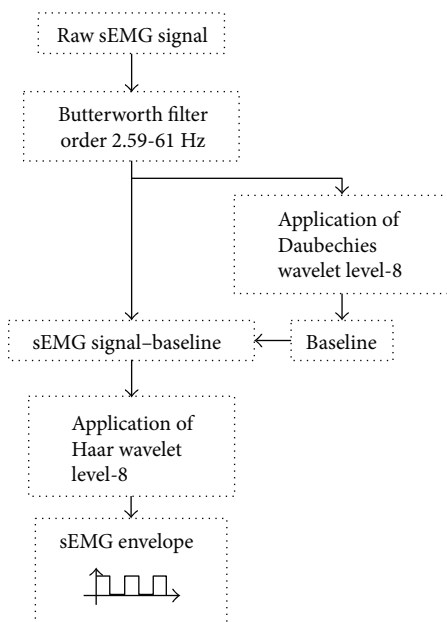 Raw sEMG signal
Butterworth filter
order 2.59-61 Hz
Application of
Daubechies
wavelet level-8
sEMG signal–baseline
Baseline
Application of
Haar wavelet
level-8
sEMG envelope